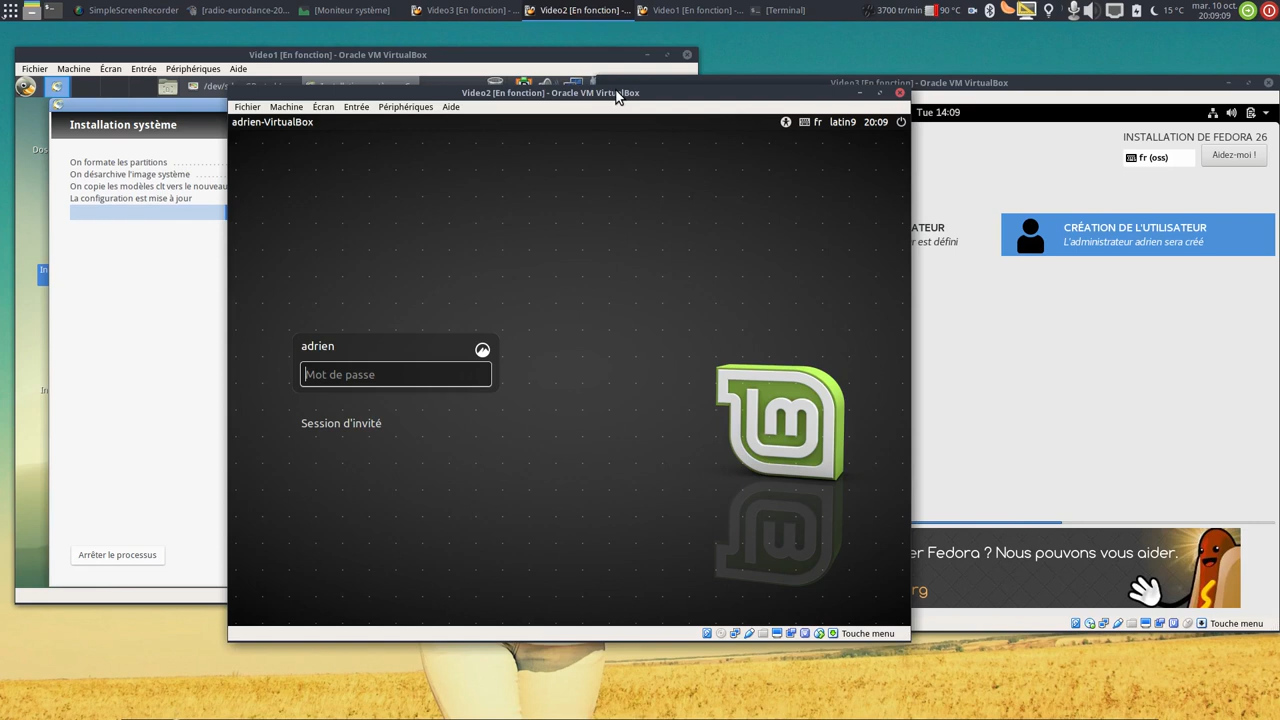 SimpleScreenRecorder
[radio-eurodance-20...
[Moniteur système]
Video3 [En fonction] -...
Video2 [En fonction] -...
Video1 [En fonction] -...
[Terminal]
3700 tr/min
90 °C
15 °C
mar. 10 oct.
20:09:09
Video1 [En fonction] - Oracle VM VirtualBox
Fichier Machine Écran Entrée Périphériques Aide
Installation système
On formate les partitions
On désarchive l'image système
On copie les modèles clt vers le nouveau
La configuration est mise à jour
Arrêter le processus
Video2 [En fonction] - Oracle VM VirtualBox
Fichier Machine Écran Entrée Périphériques Aide
adrien-VirtualBox
fr latin9 20:09
adrien
Mot de passe
Session d'invité
lm
Touche menu
Video3 [En fonction] - Oracle VM VirtualBox
Tue 14:09
INSTALLATION DE FEDORA 26
fr (oss)
Aidez-moi !
ATEUR
er est défini
CRÉATION DE L'UTILISATEUR
L'administrateur adrien sera créé
er Fedora ? Nous pouvons vous aider.
rg
Touche menu